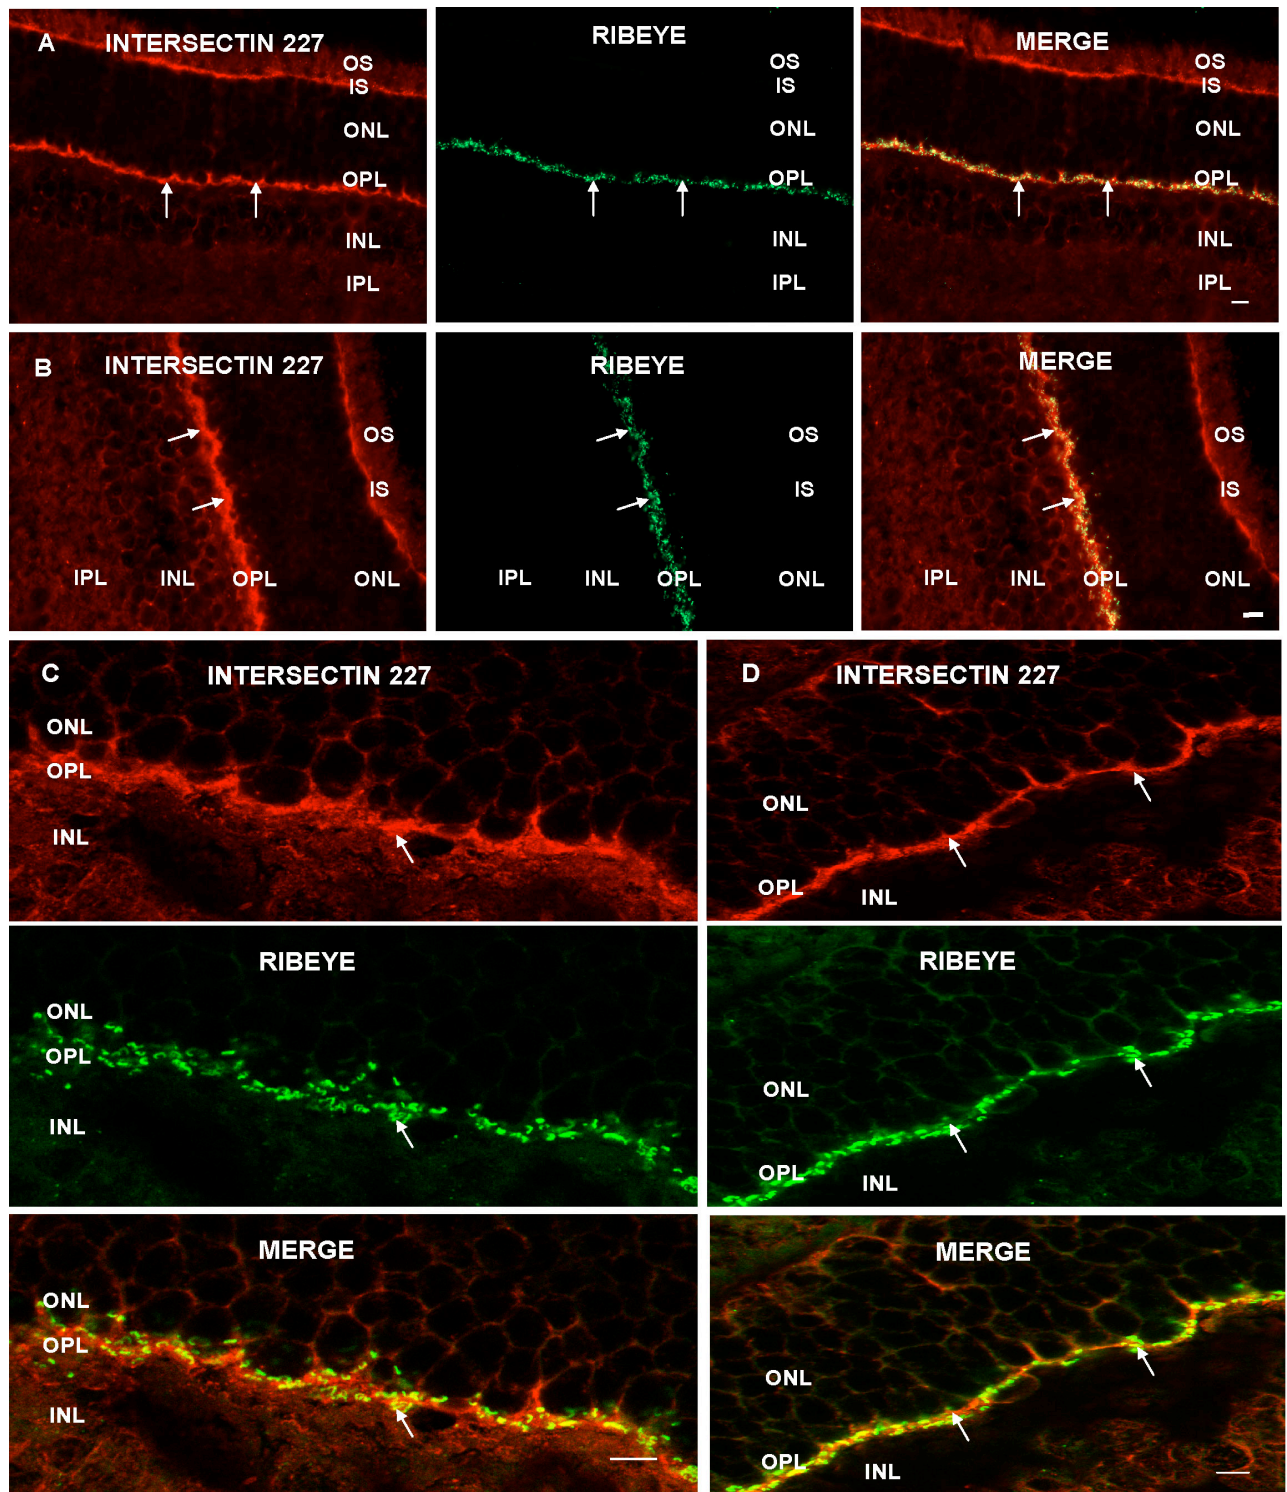 A
INTERSECTIN 227
OS
IS
ONL
OPL
INL
IPL
RIBEYE
OS
IS
ONL
OPL
INL
IPL
MERGE
OS
IS
ONL
OPL
INL
IPL
B
INTERSECTIN 227
OS
IS
IPL INL OPL ONL
RIBEYE
OS
IS
IPL INL OPL ONL
MERGE
OS
IS
IPL INL OPL ONL
C
INTERSECTIN 227
ONL
OPL
INL
RIBEYE
ONL
OPL
INL
MERGE
ONL
OPL
INL
D
INTERSECTIN 227
ONL
OPL
INL
RIBEYE
ONL
OPL
INL
MERGE
ONL
OPL
INL